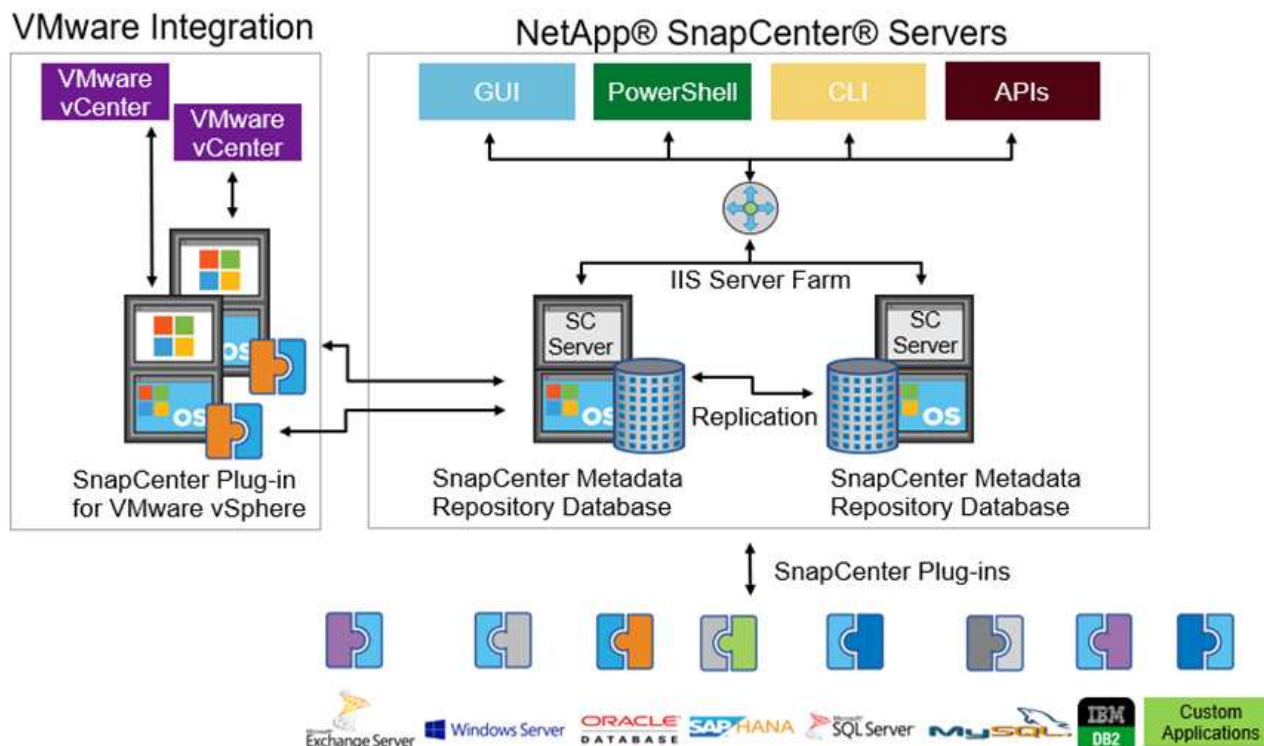 VMware Integration
NetApp® SnapCenter® Servers
VMware
vCenter
VMware
vCenter
GUI
PowerShell
CLI
APIs
IIS Server Farm
SC
Server
SC
Server
OS
OS
OS
OS
Replication
SnapCenter Plug-in
for VMware vSphere
SnapCenter Metadata
Repository Database
SnapCenter Metadata
Repository Database
SnapCenter Plug-ins
Microsoft
Exchange Server
Windows Server
ORACLE
DATABASE
SAP HANA
Microsoft
SQL Server
MySQL
IBM
DB2
Custom
Applications